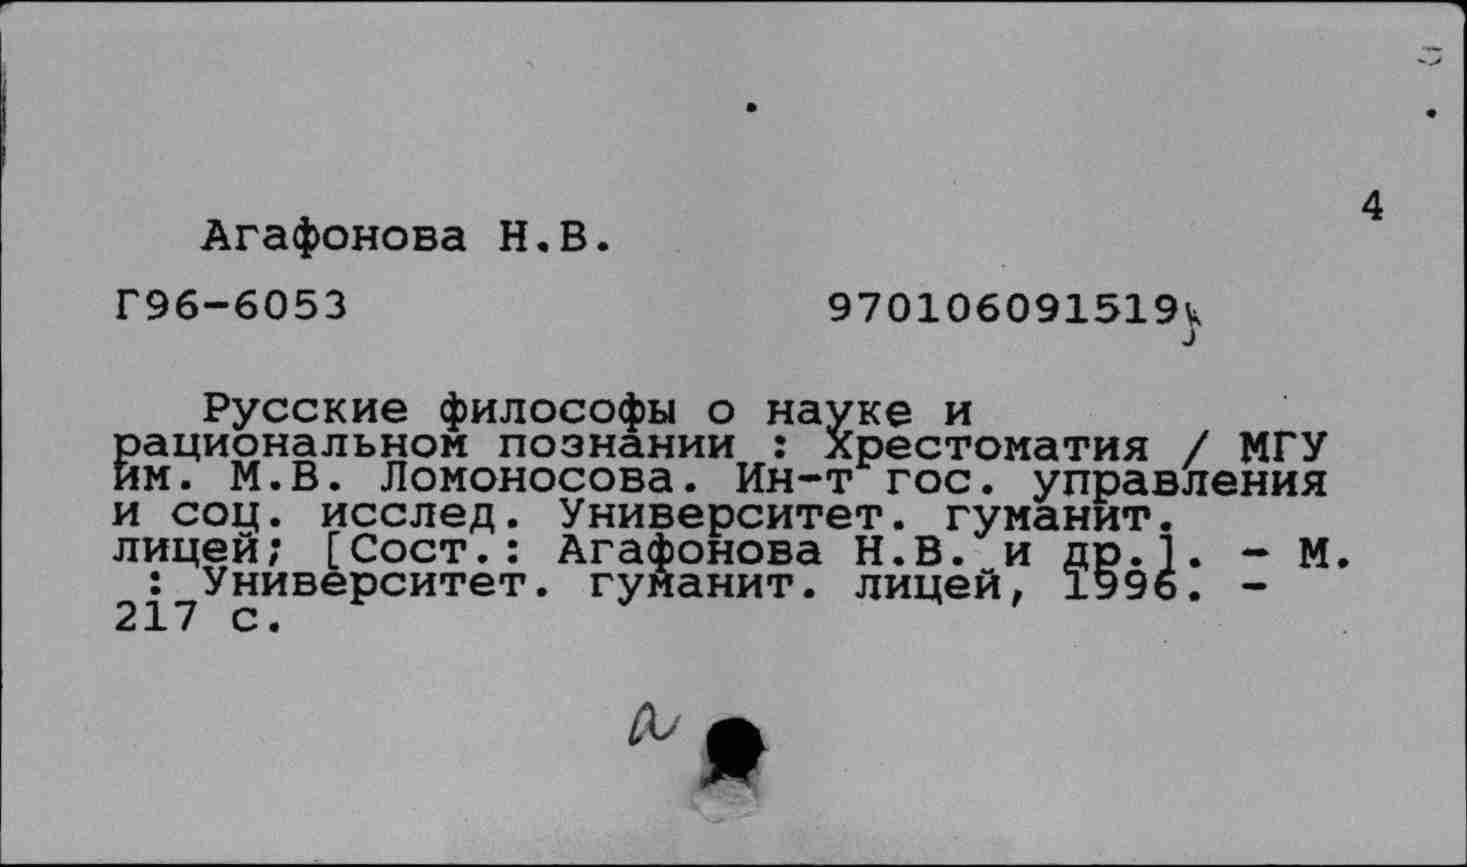 4
Агафонова Н.В.
Г96-6053 970106091519
Русские философы о науке и
рациональном познании : Хрестоматия / МГУ
им. М.В. Ломоносова. Ин-т гос. управления
и соц. исслед. Университет. гуманит.
лицей; [Сост.: Агафонова Н.В. и др.]. - М.
: Университет. гуманит. лицей, 1996. -
217 с.